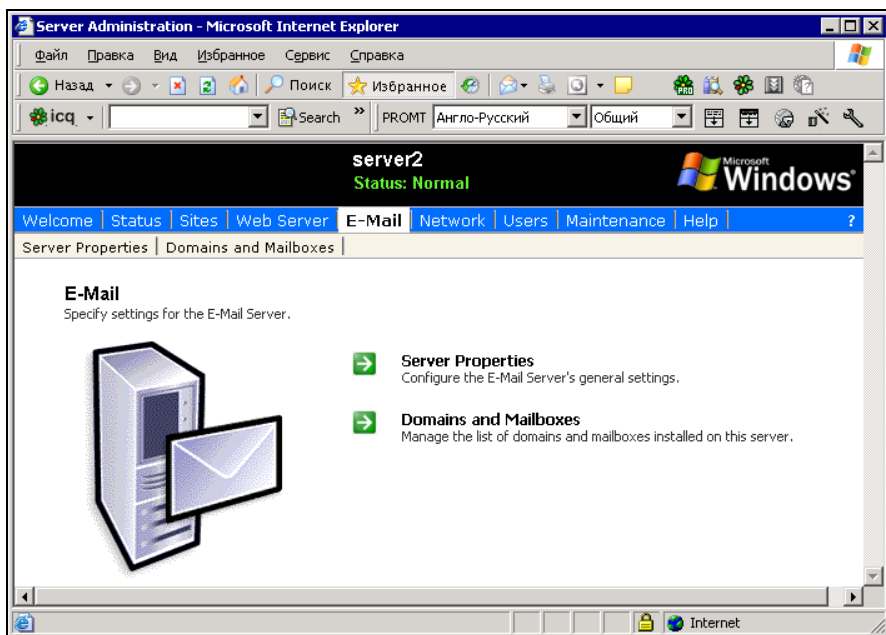 Server Administration - Microsoft Internet Explorer
Файл Правка Вид Избранное Сервис Справка
Назад Поиск Избранное PRO
icq Search » PROMT Англо-Русский Общий
server2
Status: Normal
Microsoft
Windows®
Welcome | Status | Sites | Web Server | E-Mail | Network | Users | Maintenance | Help | ?
Server Properties | Domains and Mailboxes |
E-Mail
Specify settings for the E-Mail Server.
Server Properties
Configure the E-Mail Server's general settings.
Domains and Mailboxes
Manage the list of domains and mailboxes installed on this server.
Internet